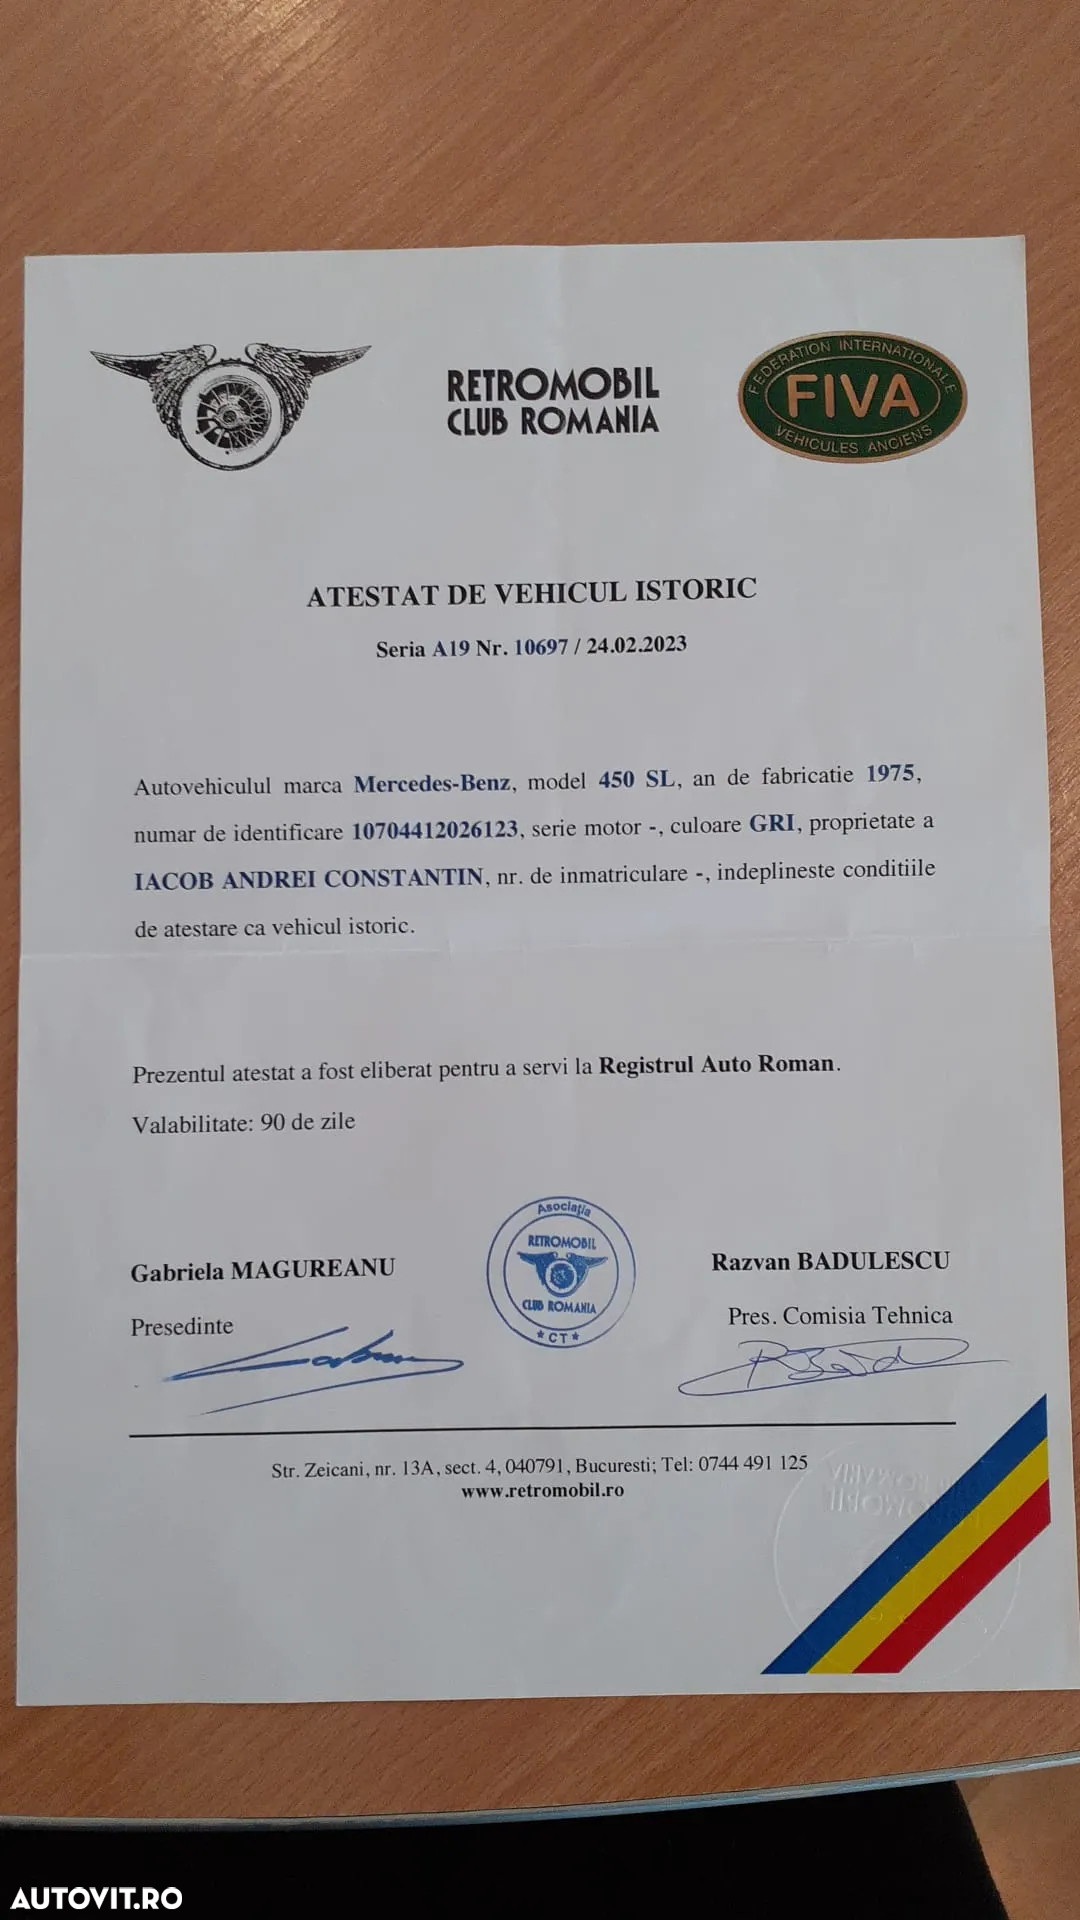 RETROMOBIL
CLUB ROMANIA
FEDERATION INTERNATIONALE
FIVA
VEHICULES ANCIENS
ATESTAT DE VEHICUL ISTORIC
Seria A19 Nr. 10697 / 24.02.2023
Autovehiculul marca Mercedes-Benz, model 450 SL, an de fabricatie 1975,
numar de identificare 10704412026123, serie motor -, culoare GRI, proprietate a
IACOB ANDREI CONSTANTIN, nr. de inmatriculare -, indeplineste conditiile
de atestare ca vehicul istoric.
Prezentul atestat a fost eliberat pentru a servi la Registrul Auto Roman.
Valabilitate: 90 de zile
Gabriela MAGUREANU
Presedinte
Asociația
RETROMOBIL
CLUB ROMANIA
* CT *
Razvan BADULESCU
Pres. Comisia Tehnica
Str. Zeicani, nr. 13A, sect. 4, 040791, Bucuresti; Tel: 0744 491 125
www.retromobil.ro
AUTOVIT.RO